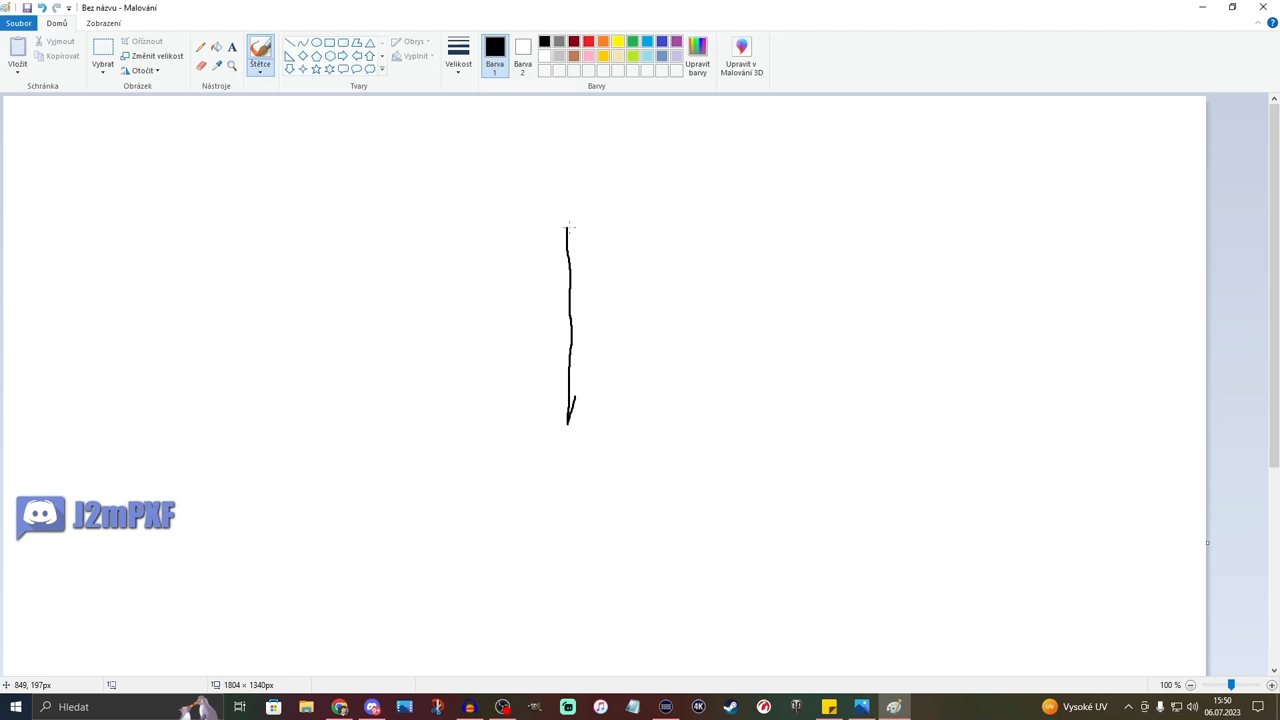 Bez názvu - Malování
Soubor
Domů
Zobrazení
Vložit
Vyjmout
Kopírovat
Schránka
Vybrat
Oříznout
Změnit velikost
Otočit
Obrázek
A
Nástroje
Štětce
Obrys
Vyplnit
Tvary
Velikost
Barva
1
Barva
2
Upravit
barvy
Barvy
Upravit v
Malování 3D
J2mPXF
849, 197px
1804 × 1340px
100 %
Hledat
4K
Vysoké UV
15:50
06.07.2023